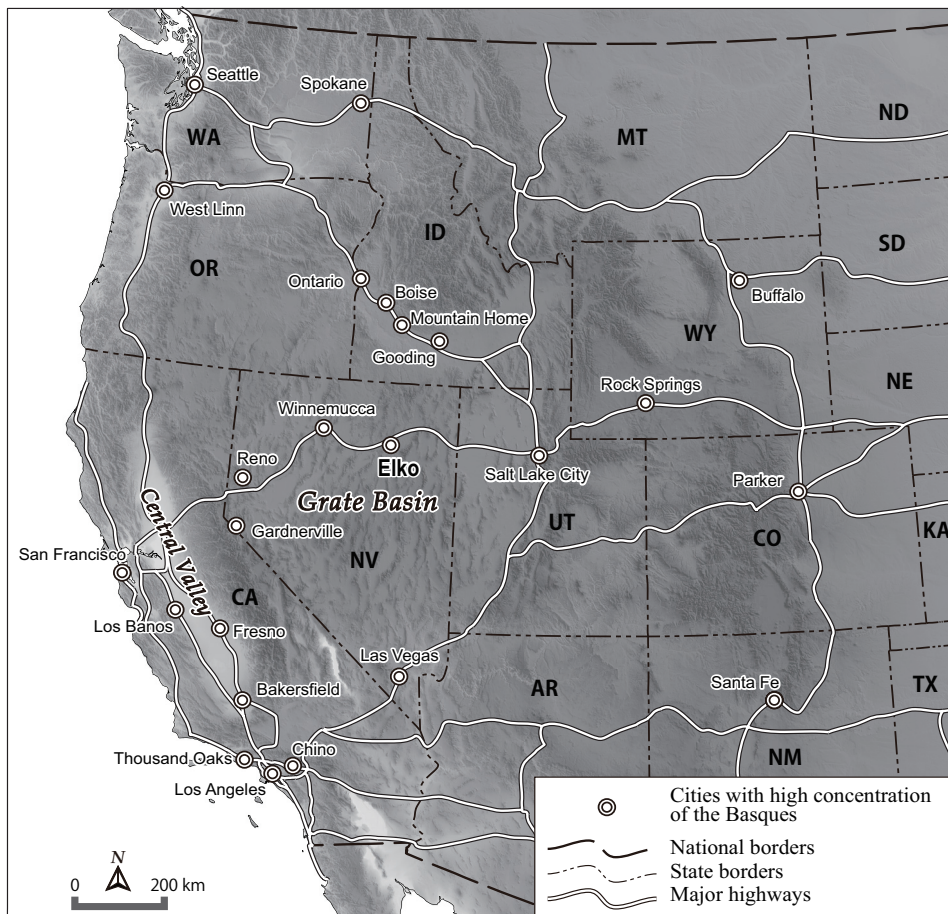 Seattle
Spokane
WA
MT
ND
West Linn
ID
SD
OR
Ontario
Boise
Buffalo
Mountain Home
WY
Gooding
NE
Rock Springs
Winnemucca
Reno
Elko
Salt Lake City
Parker
Grate Basin
Gardnerville
UT
CO
KA
Central Valley
San Francisco
NV
CA
Los Banos
Fresno
Las Vegas
AR
Santa Fe
TX
Bakersfield
NM
Thousand Oaks
Chino
Los Angeles
Cities with high concentration
of the Basques
National borders
State borders
Major highways
N
0 200 km